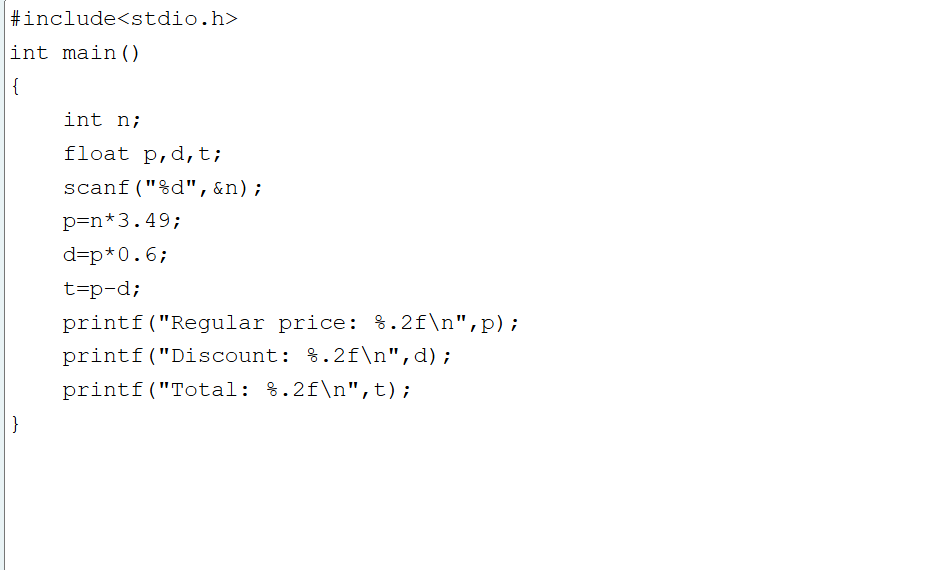 #include<stdio.h>
int main()
{
    int n;
    float p,d,t;
    scanf("%d",&n);
    p=n*3.49;
    d=p*0.6;
    t=p-d;
    printf("Regular price: %.2f\n",p);
    printf("Discount: %.2f\n",d);
    printf("Total: %.2f\n",t);
}